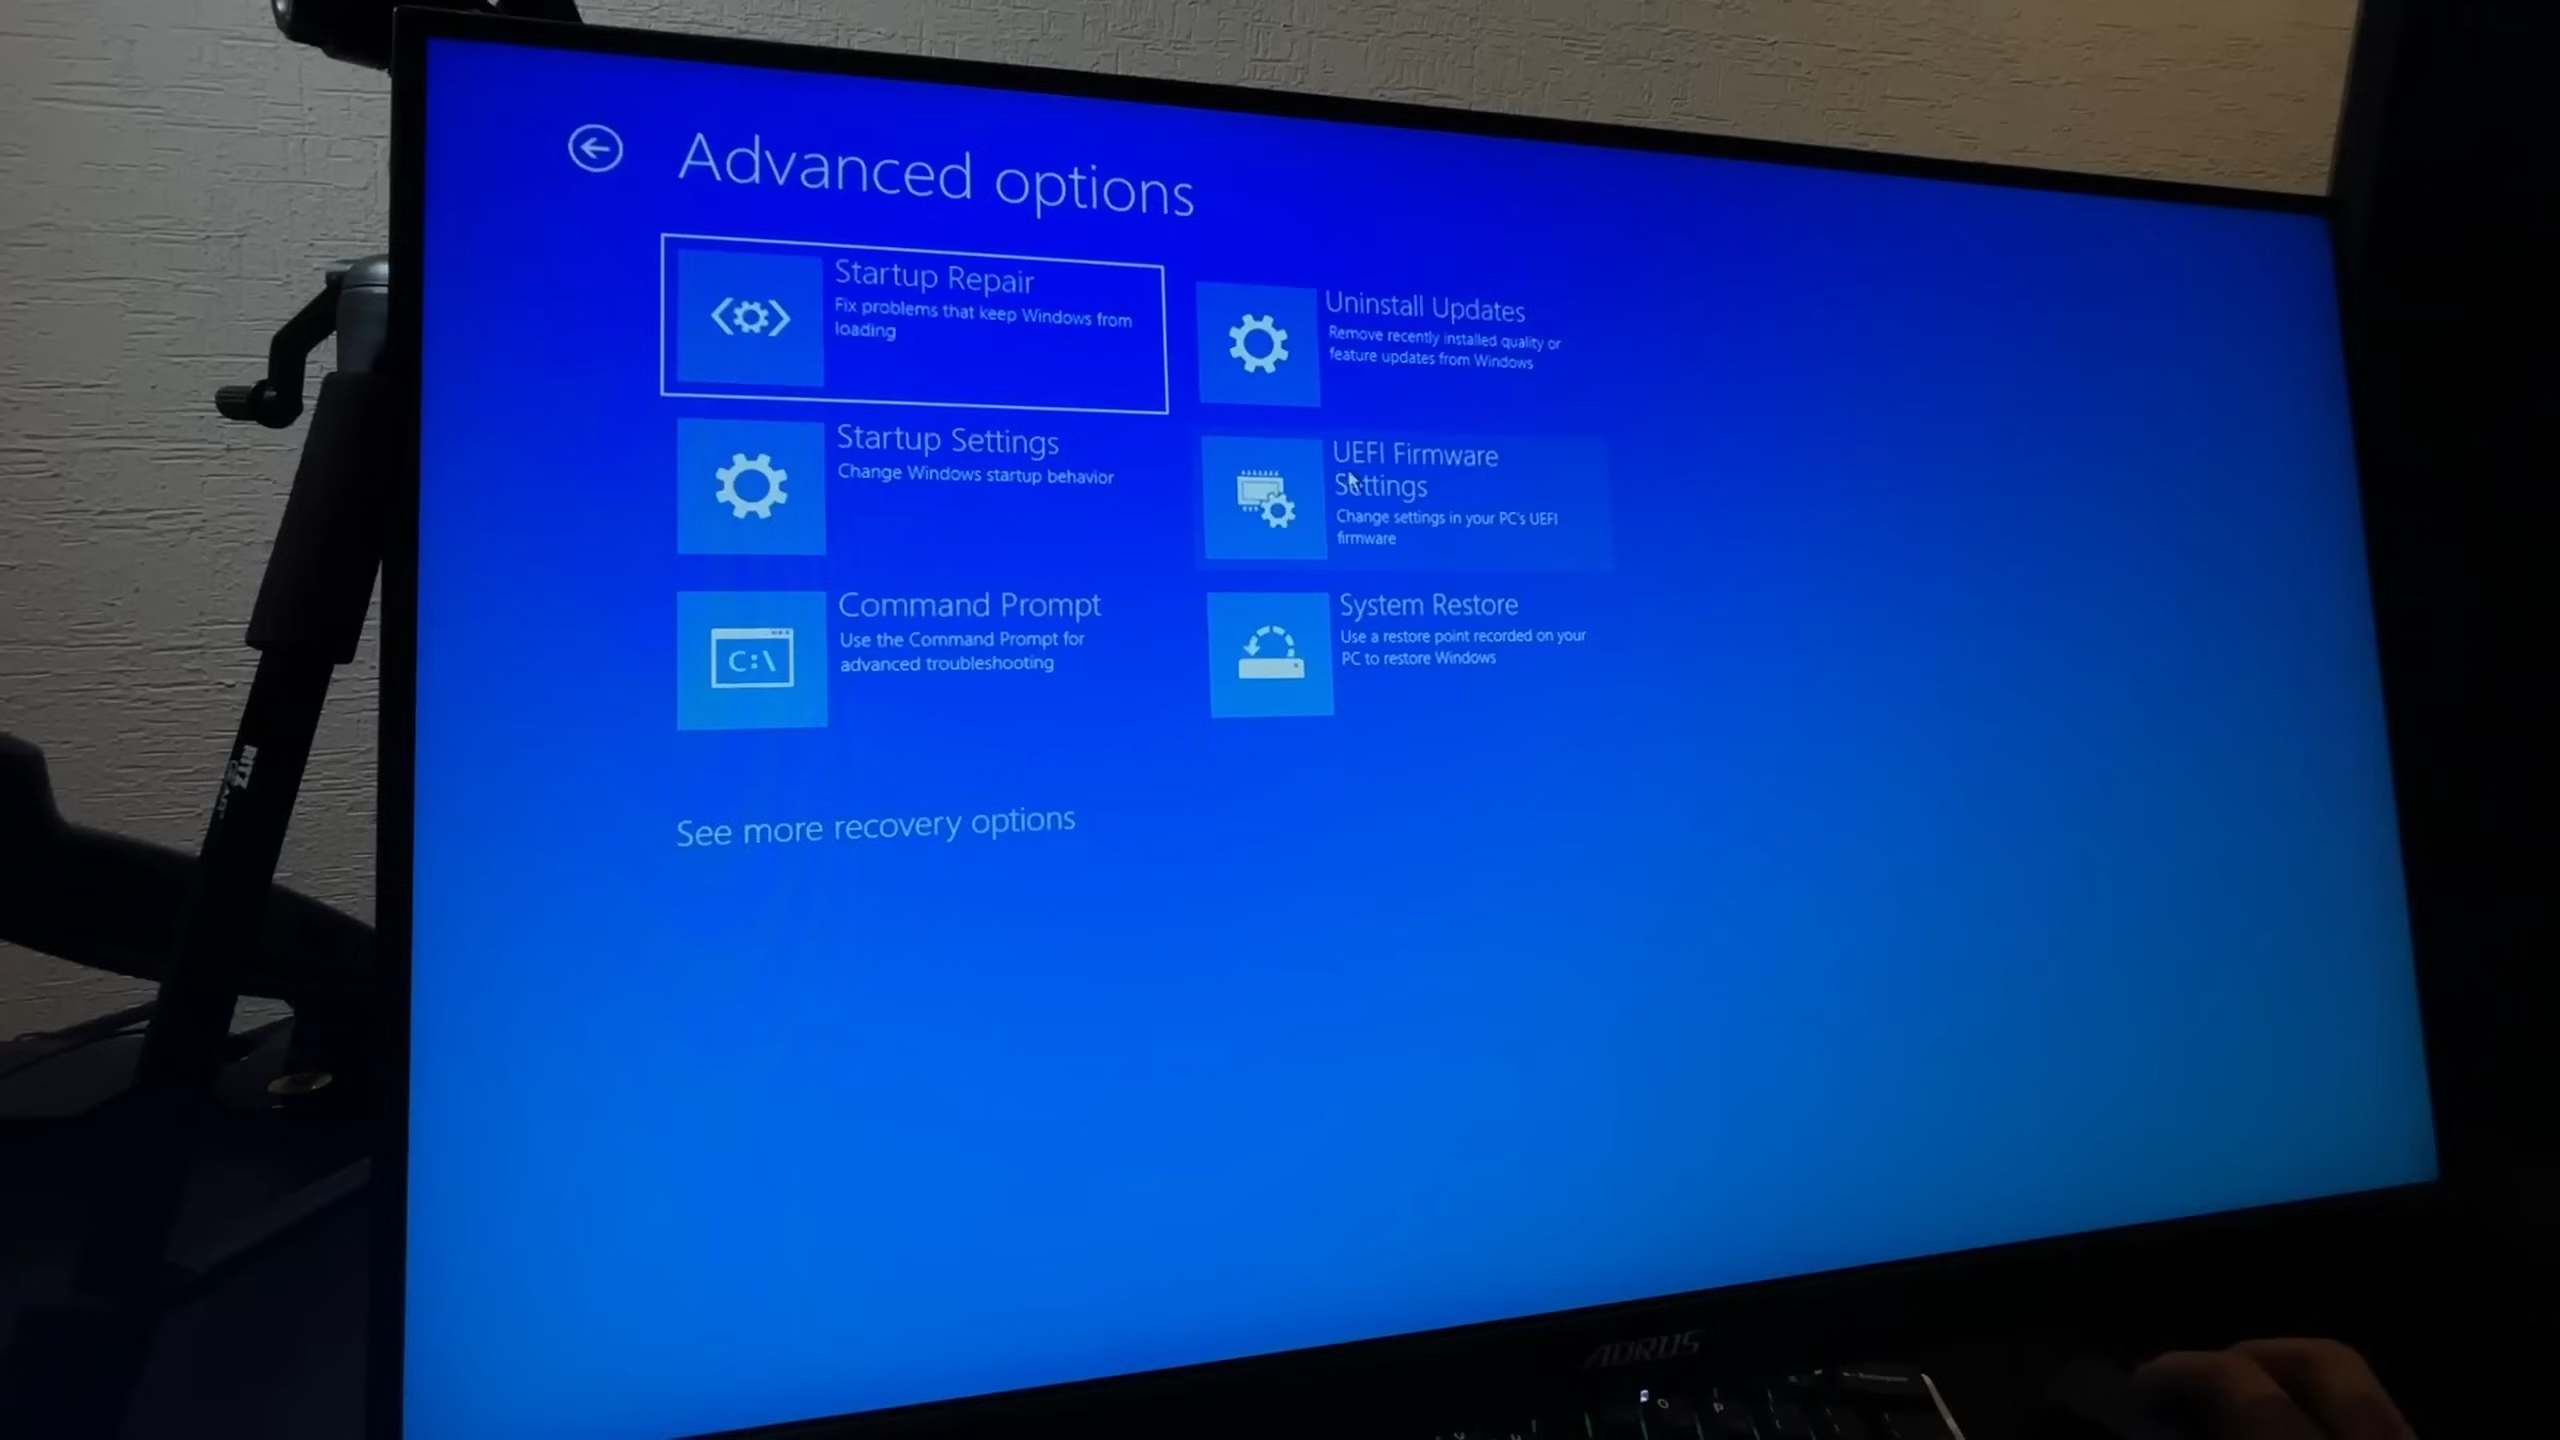 Advanced options
Startup Repair
Fix problems that keep Windows from
loading
Uninstall Updates
Remove recently installed quality or
feature updates from Windows
Startup Settings
Change Windows startup behavior
UEFI Firmware
Settings
Change settings in your PC's UEFI
firmware
Command Prompt
Use the Command Prompt for
advanced troubleshooting
C:\
System Restore
Use a restore point recorded on your
PC to restore Windows
See more recovery options
AORUS